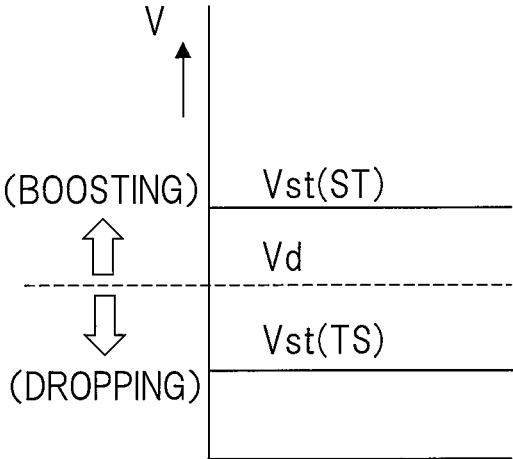 V
(BOOSTING)
Vst(ST)
Vd
Vst(TS)
(DROPPING)